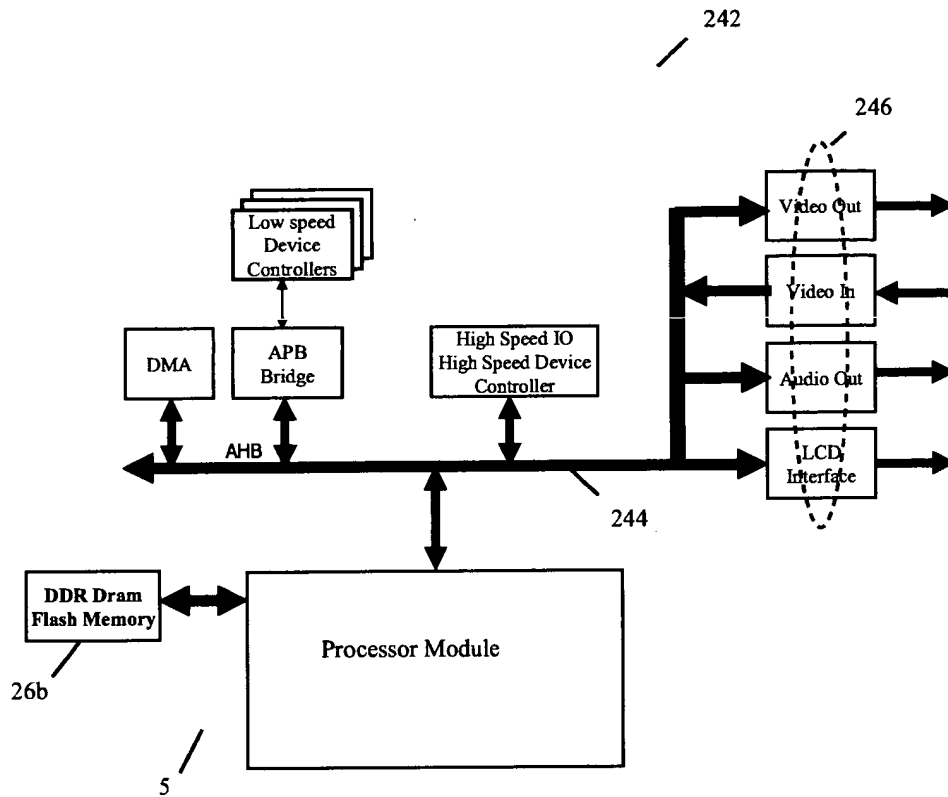 242
246
Video Out
Low speed
Device
Controllers
Video In
DMA
APB
Bridge
High Speed IO
High Speed Device
Controller
Audio Out
AHB
LCD
Interface
244
DDR Dram
Flash Memory
Processor Module
26b
5